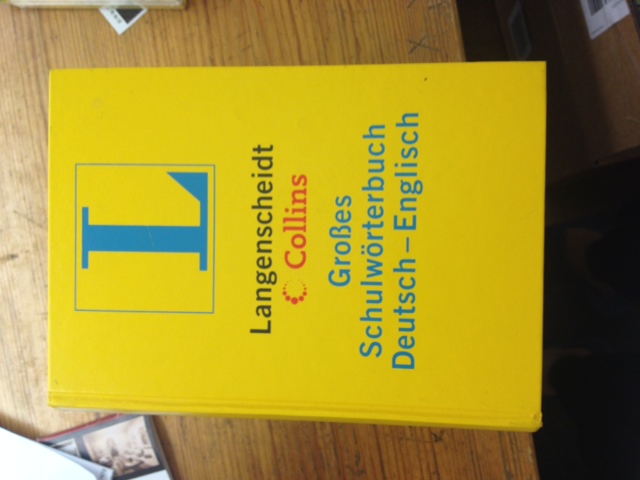 L
Langenscheidt
Collins
Großes
Schulwörterbuch
Deutsch – Englisch